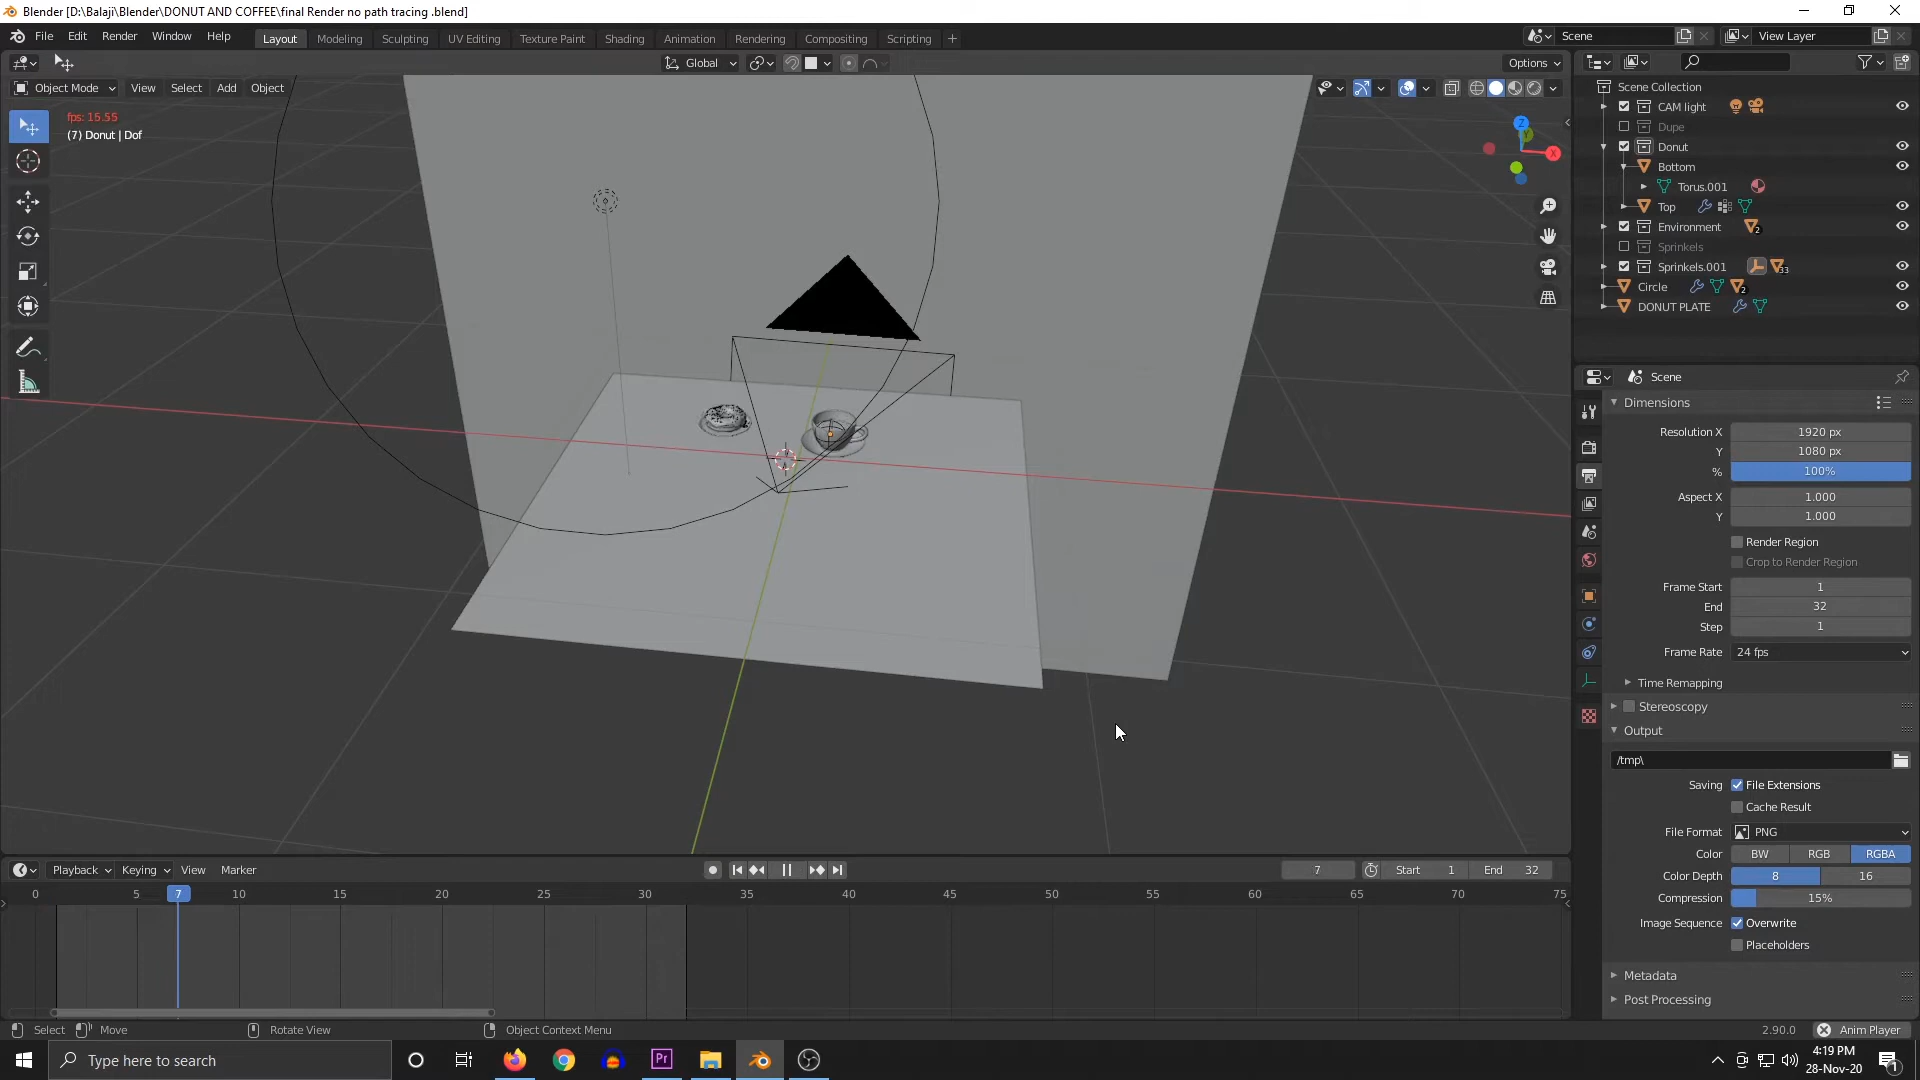 Blender [D:\Balaji\Blender\DONUT AND COFFEE\final Render no path tracing .blend]
File Edit Render Window Help Layout Modeling Sculpting UV Editing Texture Paint Shading Animation Rendering Compositing Scripting Scene View Layer
Global Options
Object Mode View Select Add Object
fps: 15.55
(7) Donut | Dof
Z
Y
X
Scene Collection
CAM light
Dupe
Donut
Bottom
Torus.001
Top
Environment 2
Sprinkels
Sprinkels.001 33
Circle 2
DONUT PLATE
Scene
Dimensions
Resolution X 1920 px
Y 1080 px
% 100%
Aspect X 1.000
Y 1.000
Render Region
Crop to Render Region
Frame Start 1
End 32
Step 1
Frame Rate 24 fps
Time Remapping
Stereoscopy
Output
/tmp\
Saving File Extensions
Cache Result
File Format PNG
Color BW RGB RGBA
Color Depth 8 16
Compression 15%
Image Sequence Overwrite
Placeholders
Metadata
Post Processing
Playback Keying View Marker 7 Start 1 End 32
0 5 7 10 15 20 25 30 35 40 45 50 55 60 65 70 75
Select Move Rotate View Object Context Menu 2.90.0 Anim Player
Type here to search
Pr
4:19 PM
28-Nov-20
1